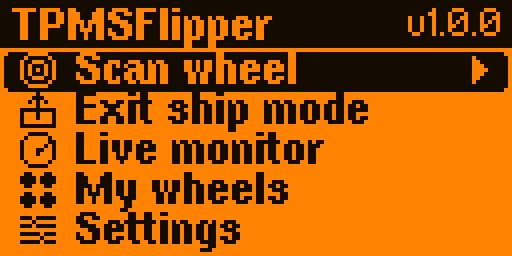 TPMSFlipper v1.0.0
Scan wheel
Exit ship mode
Live monitor
My wheels
Settings